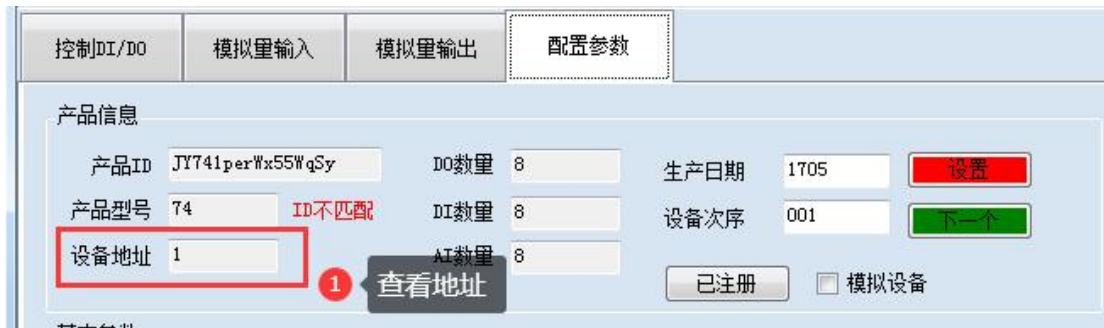 控制DI/DO 模拟里输入 模拟里输出 配置参数
产品信息
产品ID JY741perWx55WqSy DO数量 8 生产日期 1705 设置
产品型号 74 ID不匹配 DI数量 8 设备次序 001 下一个
设备地址 1 AI数量 8
1 查看地址 已注册 模拟设备